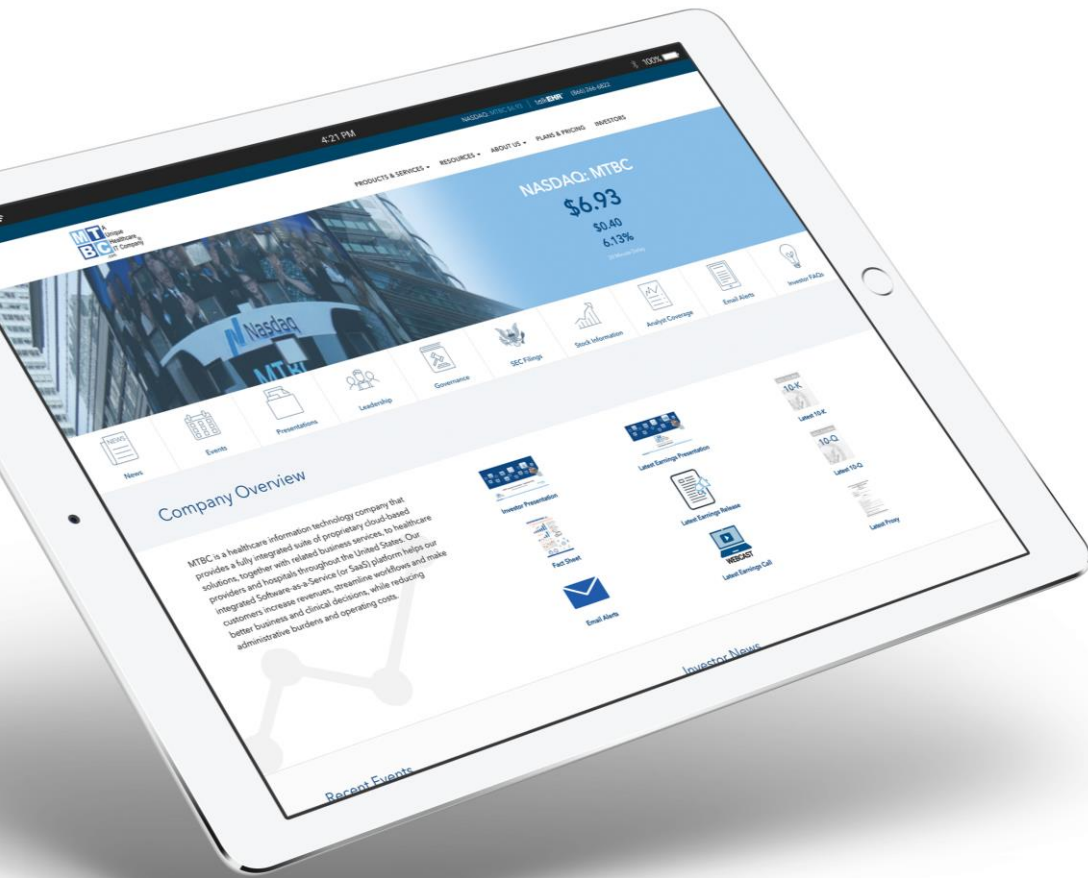 4:21 PM
100%
NASDAQ: MTBC $6.93 | talkEHR (866) 266-6822
MTBC
A
Unique
Healthcare
IT Company
PRODUCTS & SERVICES
RESOURCES
ABOUT US
PLANS & PRICING
INVESTORS
NASDAQ: MTBC
$6.93
$0.40
6.13%
Nasdaq
NEWS
News
Events
Presentations
Leadership
Governance
SEC Filings
Stock Information
Analyst Coverage
Email Alerts
Investor FAQs
Company Overview
MTBC is a healthcare information technology company that
provides a fully integrated suite of proprietary cloud-based
solutions, together with related business services, to healthcare
providers and hospitals throughout the United States. Our
integrated Software-as-a-Service (or SaaS) platform helps our
customers increase revenues, streamline workflows and make
better business and clinical decisions, while reducing
administrative burdens and operating costs.
Investor Presentation
Latest Earnings Presentation
10-K
Latest 10-K
Fact Sheet
Latest Earnings Release
10-Q
Latest 10-Q
Email Alerts
WEBCAST
Latest Earnings Call
Latest Proxy
Recent Events
Investor News